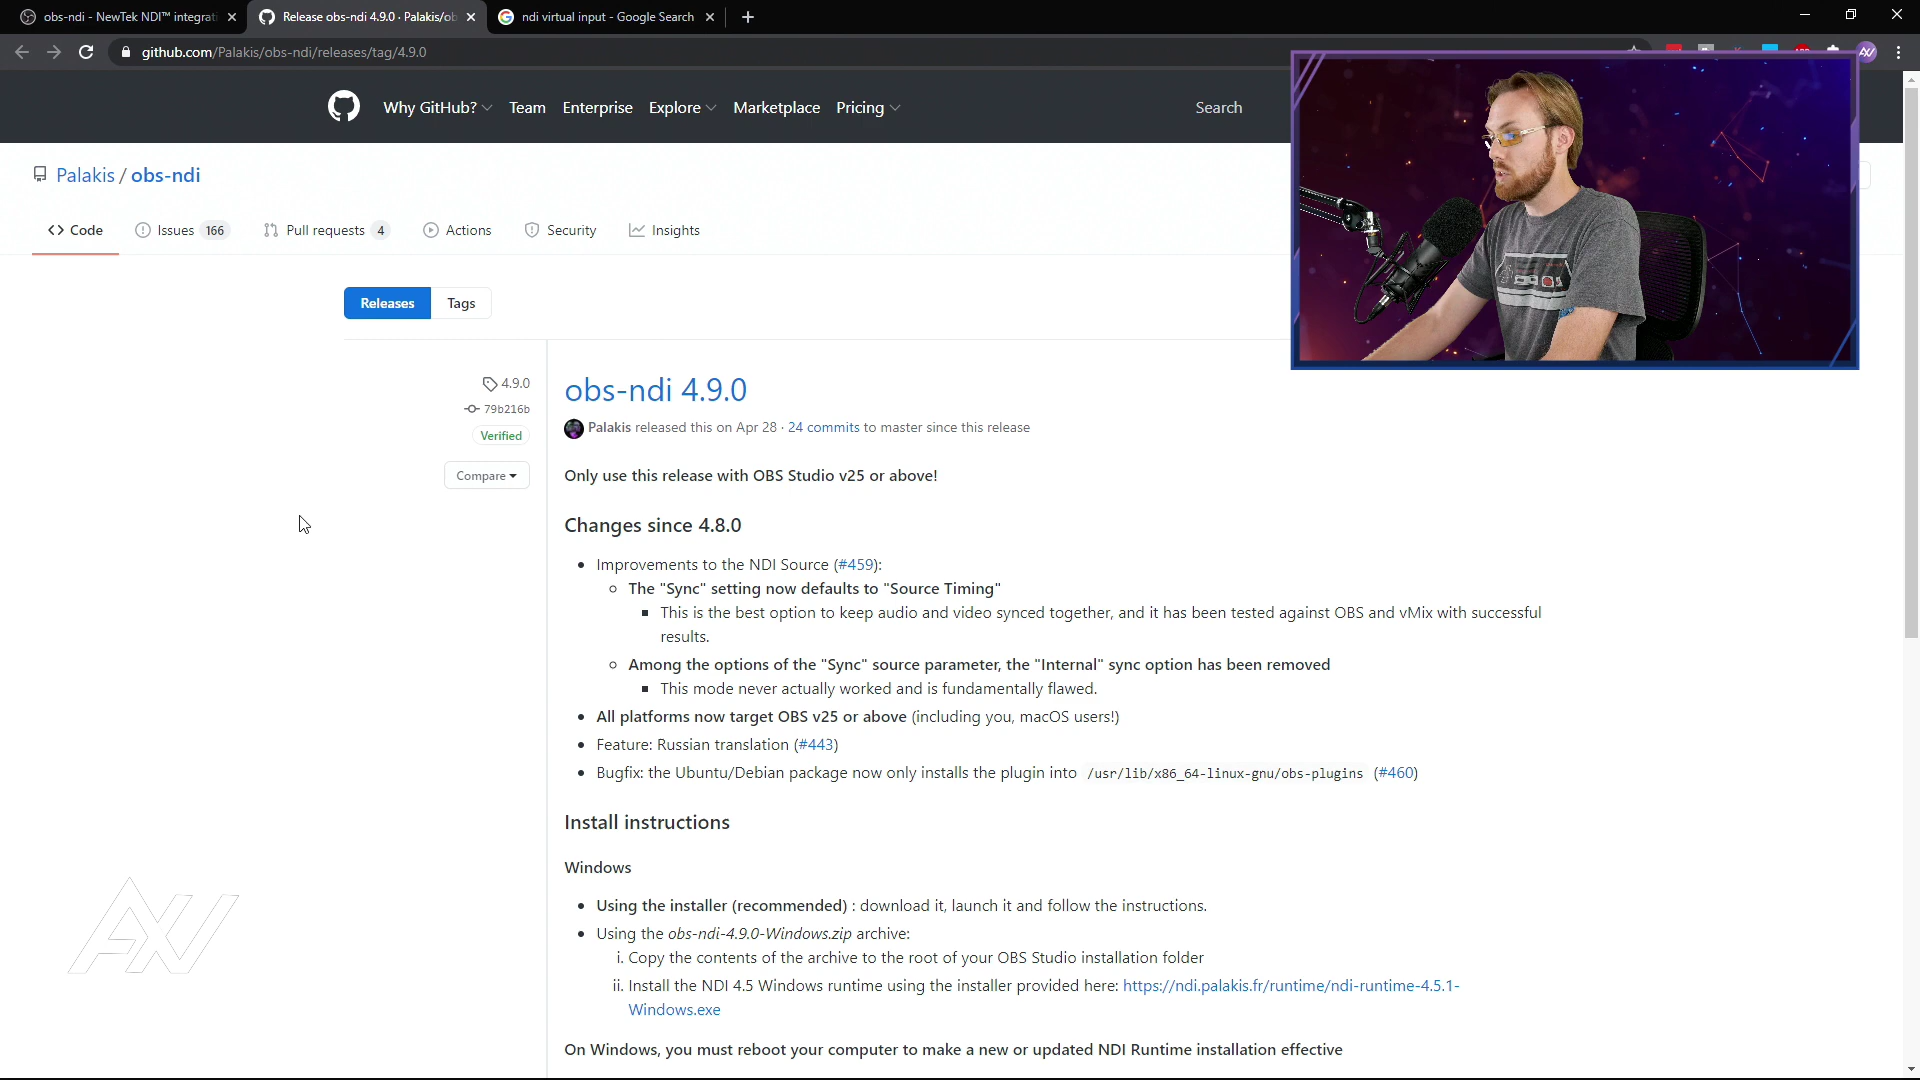 obs-ndi - NewTek NDI™ integrati
Release obs-ndi 4.9.0 · Palakis/ob
ndi virtual input - Google Search
github.com/Palakis/obs-ndi/releases/tag/4.9.0
Why GitHub? Team Enterprise Explore Marketplace Pricing Search
Palakis / obs-ndi
Code Issues 166 Pull requests 4 Actions Security Insights
Releases Tags
4.9.0
79b216b
Verified
Compare
obs-ndi 4.9.0
Palakis released this on Apr 28 · 24 commits to master since this release
Only use this release with OBS Studio v25 or above!
Changes since 4.8.0
Improvements to the NDI Source (#459):
The "Sync" setting now defaults to "Source Timing"
This is the best option to keep audio and video synced together, and it has been tested against OBS and vMix with successful
results.
Among the options of the "Sync" source parameter, the "Internal" sync option has been removed
This mode never actually worked and is fundamentally flawed.
All platforms now target OBS v25 or above (including you, macOS users!)
Feature: Russian translation (#443)
Bugfix: the Ubuntu/Debian package now only installs the plugin into /usr/lib/x86_64-linux-gnu/obs-plugins (#460)
Install instructions
Windows
Using the installer (recommended) : download it, launch it and follow the instructions.
Using the obs-ndi-4.9.0-Windows.zip archive:
i. Copy the contents of the archive to the root of your OBS Studio installation folder
ii. Install the NDI 4.5 Windows runtime using the installer provided here: https://ndi.palakis.fr/runtime/ndi-runtime-4.5.1-
Windows.exe
On Windows, you must reboot your computer to make a new or updated NDI Runtime installation effective